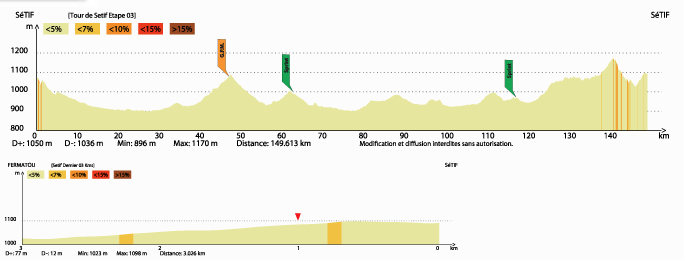 SéTIF [Tour de Setif Etape 03] SéTIF
m <5% <7% <10% <15% >15%
G.P.M.
Sprint
Sprint
1200
1100
1000
900
800
0 10 20 30 40 50 60 70 80 90 100 110 120 130 140 km
D+: 1050 m D-: 1036 m Min: 896 m Max: 1170 m Distance: 149.613 km Modification et diffusion interdites sans autorisation.
FERMATOU [Setif Dernier 03 Kms] SéTIF
m <5% <7% <10% <15% >15%
1100
1000
3 2 1 0 km
D+: 77 m D-: 12 m Min: 1023 m Max: 1098 m Distance: 3.026 km